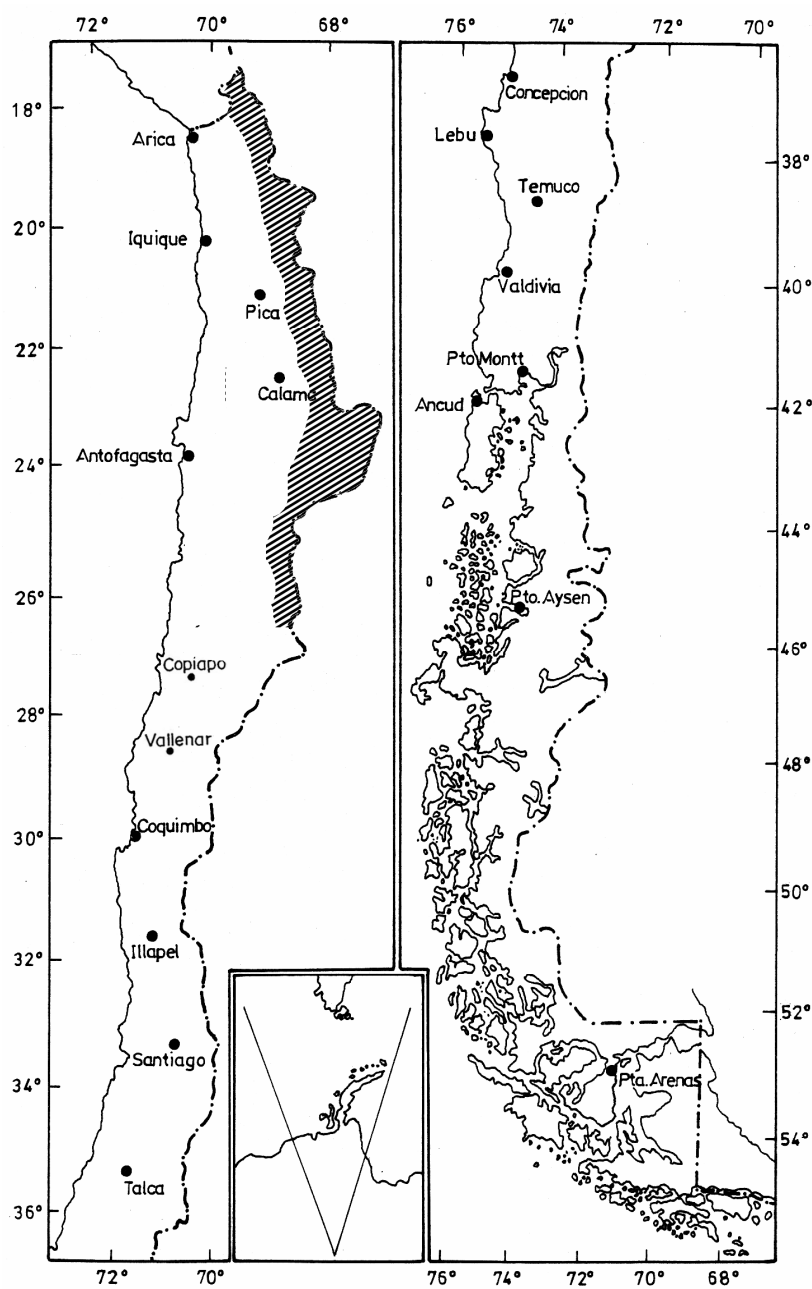 72° 70° 68°
76° 74° 72° 70°
18°
Arica
20°
Iquique
Pica
22°
Calama
Antofagasta
24°
26°
Copiapo
28°
Vallenar
Coquimbo
30°
Illapel
32°
Santiago
34°
Talca
36°
72° 70°
Concepcion
Lebu
38°
Temuco
Valdivia
40°
Pto Montt
Ancud
42°
44°
Pto. Aysen
46°
48°
50°
52°
Pta. Arenas
54°
76° 74° 72° 70° 68°